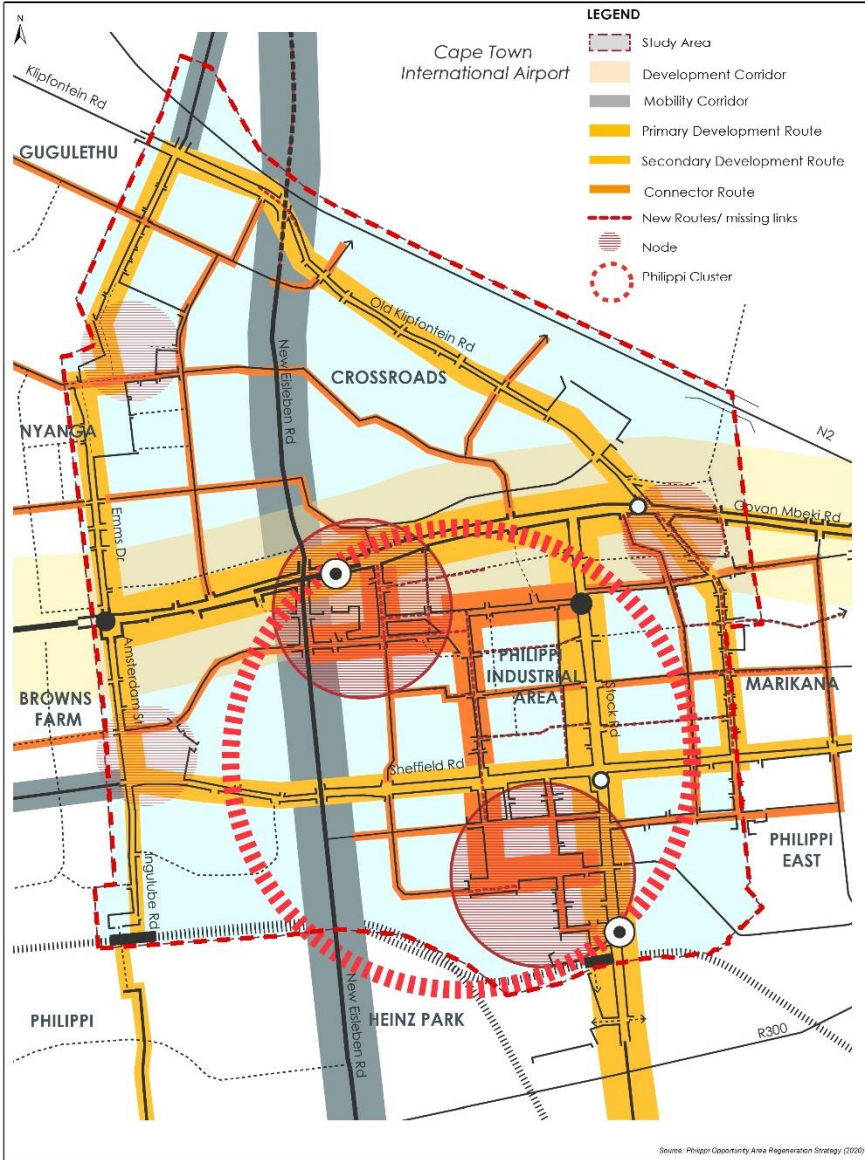 N
LEGEND
Study Area
Development Corridor
Mobility Corridor
Primary Development Route
Secondary Development Route
Connector Route
New Routes/ missing links
Node
Philippi Cluster
Cape Town
International Airport
Klipfontein Rd
GUGULETHU
Old Klipfontein Rd
New Eisleben Rd
CROSSROADS
N2
NYANGA
Emms Dr
Govan Mbeki Rd
PHILIPPI
INDUSTRIAL
AREA
Stock Rd
MARIKANA
Amsterdam St
BROWNS
FARM
Sheffield Rd
PHILIPPI
EAST
Ingulube Rd
New Eisleben Rd
PHILIPPI
HEINZ PARK
R300
Source: Philippi Opportunity Area Regeneration Strategy (2020)